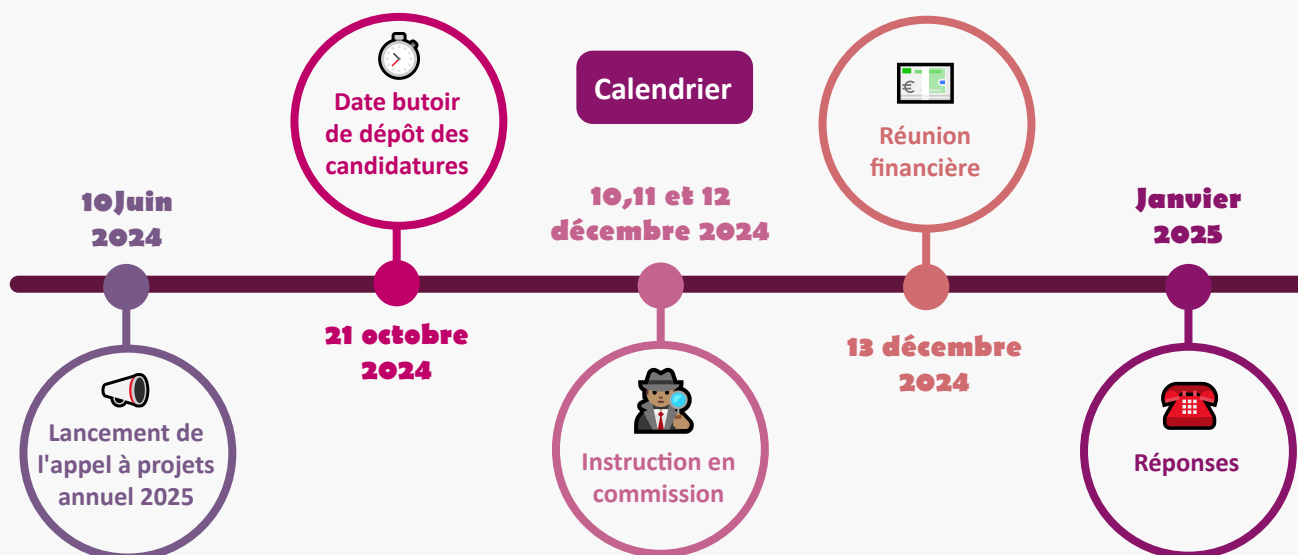 Calendrier
10Juin
2024
Lancement de
l'appel à projets
annuel 2025
Date butoir
de dépôt des
candidatures
21 octobre
2024
10,11 et 12
décembre 2024
Instruction en
commission
€
Réunion
financière
13 décembre
2024
Janvier
2025
Réponses